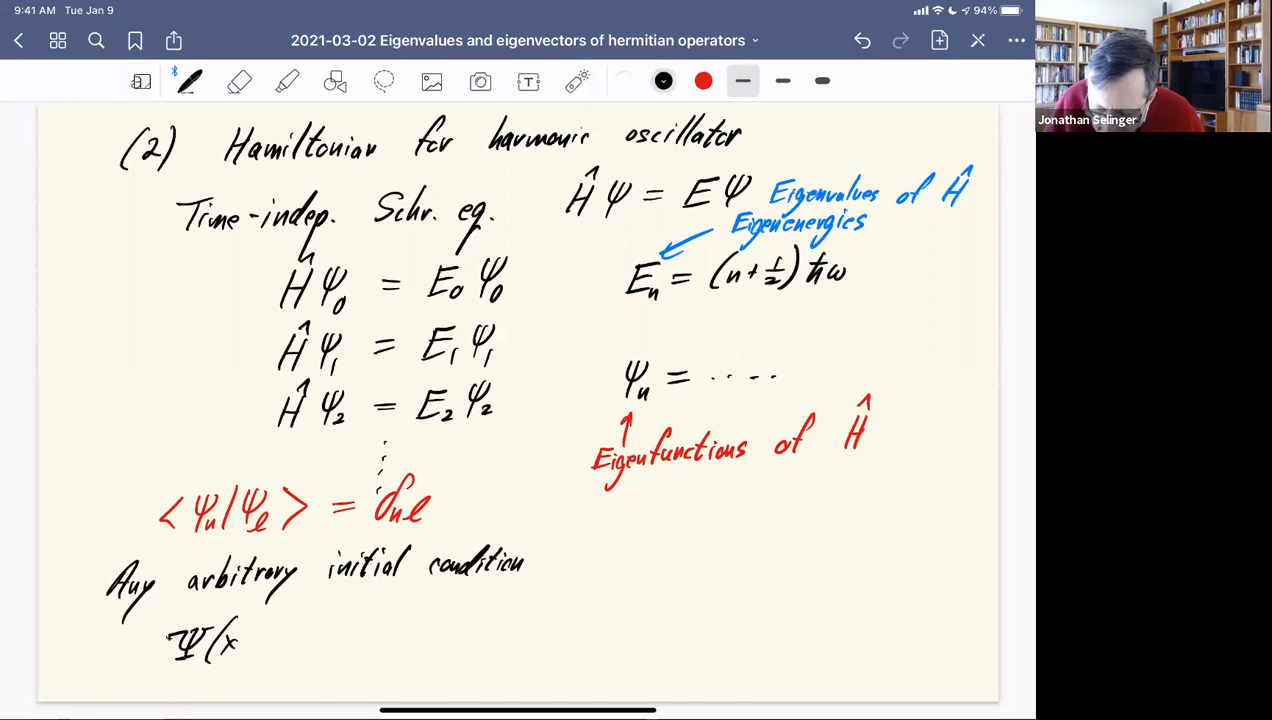 9:41 AM Tue Jan 9
94%
2021-03-02 Eigenvalues and eigenvectors of hermitian operators
Jonathan Selinger
(2) Hamiltonian for harmonic oscillator
Time-indep. Schr. eq. Ĥψ = Eψ Eigenvalues of Ĥ
Eigenenergies
Ĥψ₀ = E₀ψ₀ Eₙ = (n+½)ħω
Ĥψ₁ = E₁ψ₁
ψₙ = .....
Ĥψ₂ = E₂ψ₂
Eigenfunctions of Ĥ
<ψₙ|ψₗ> = δₙₗ
Any arbitrary initial condition
Ψ(x